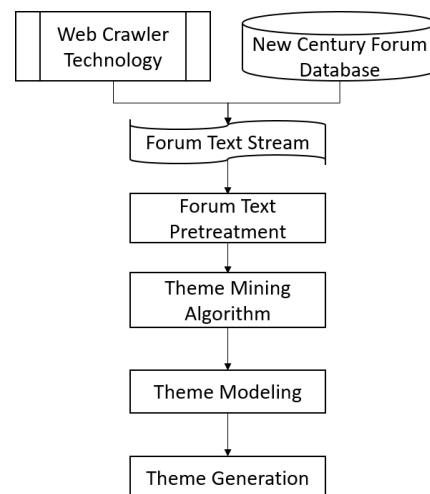 Web Crawler
Technology
New Century Forum
Database
Forum Text Stream
Forum Text
Pretreatment
Theme Mining
Algorithm
Theme Modeling
Theme Generation